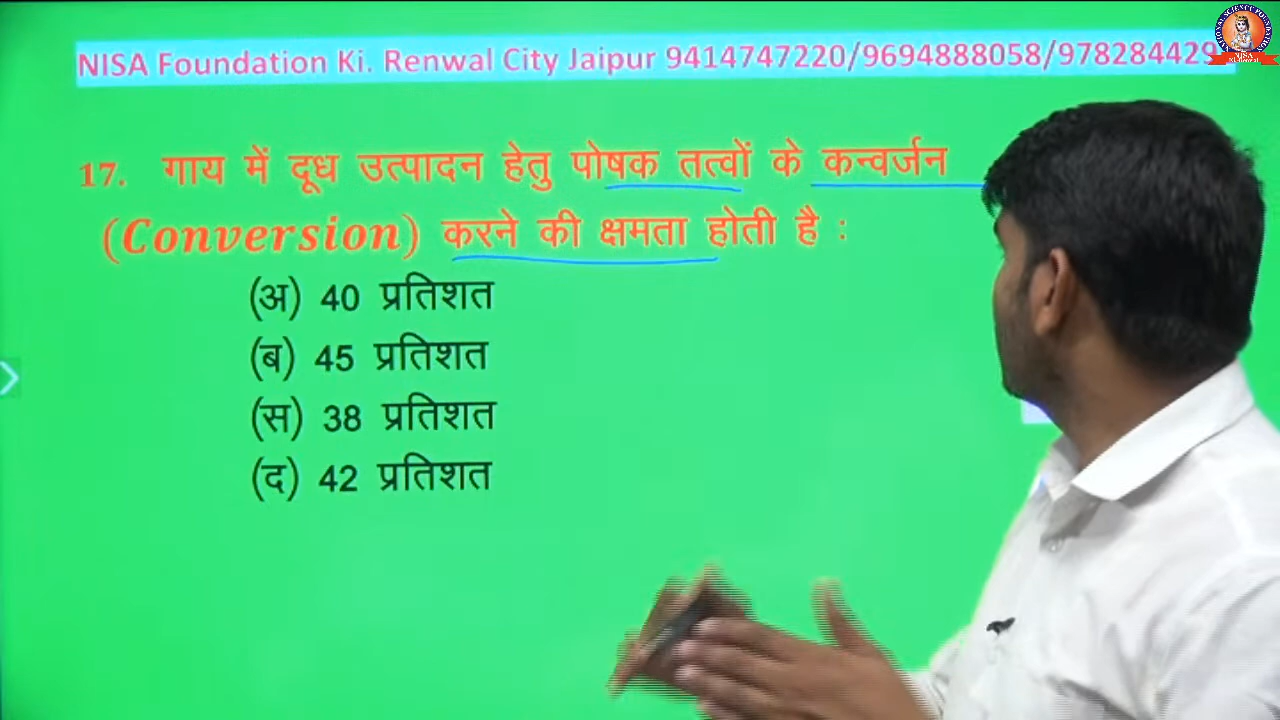 NISA Foundation Ki. Renwal City Jaipur 9414747220/9694888058/978284429
17. गाय में दूध उत्पादन हेतु पोषक तत्वों के कन्वर्जन
(Conversion) करने की क्षमता होती है :
(अ) 40 प्रतिशत
(ब) 45 प्रतिशत
(स) 38 प्रतिशत
(द) 42 प्रतिशत